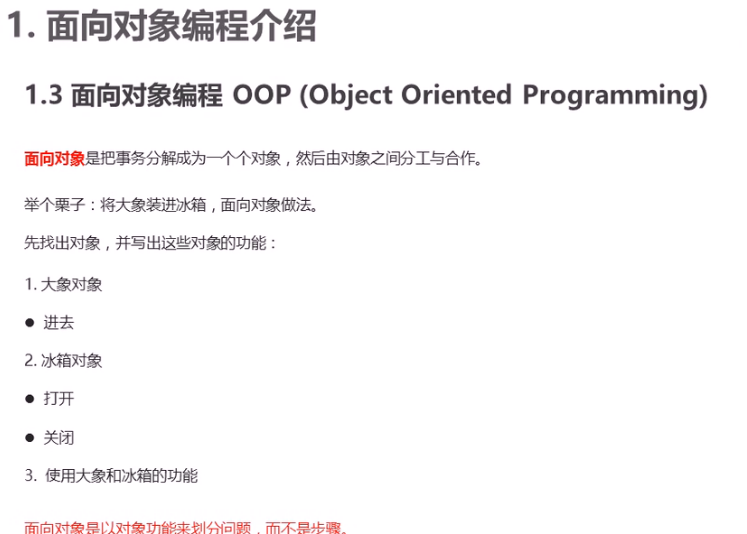 1. 面向对象编程介绍
1.3 面向对象编程 OOP (Object Oriented Programming)
面向对象是把事务分解成为一个个对象，然后由对象之间分工与合作。
举个栗子：将大象装进冰箱，面向对象做法。
先找出对象，并写出这些对象的功能：
1. 大象对象
● 进去
2. 冰箱对象
● 打开
● 关闭
3. 使用大象和冰箱的功能
面向对象是以对象功能来划分问题，而不是步骤。